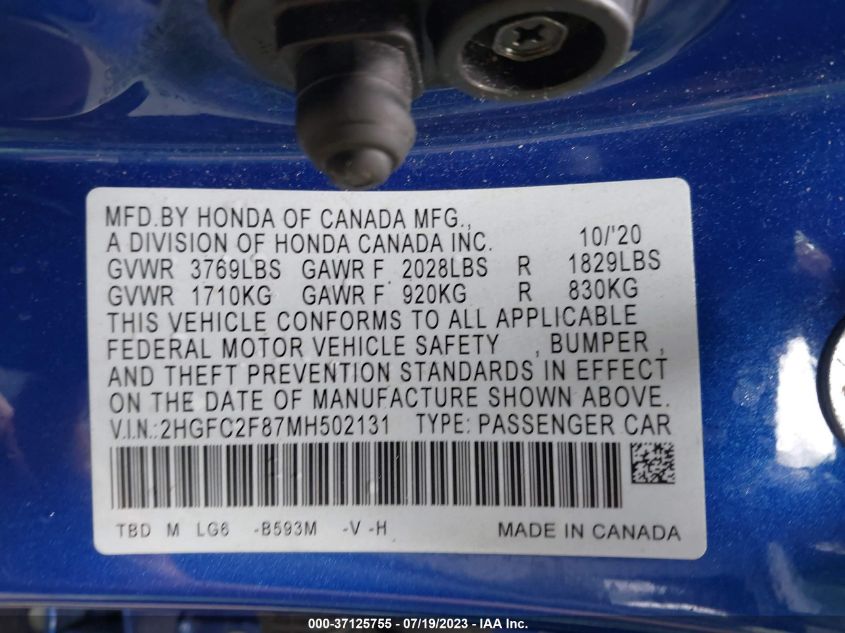 MFD.BY HONDA OF CANADA MFG.,
A DIVISION OF HONDA CANADA INC. 10/'20
GVWR 3769LBS GAWR F 2028LBS R 1829LBS
GVWR 1710KG GAWR F 920KG R 830KG
THIS VEHICLE CONFORMS TO ALL APPLICABLE
FEDERAL MOTOR VEHICLE SAFETY , BUMPER ,
AND THEFT PREVENTION STANDARDS IN EFFECT
ON THE DATE OF MANUFACTURE SHOWN ABOVE.
V.I.N.:2HGFC2F87MH502131 TYPE: PASSENGER CAR
TBD M LG6 -B593M -V -H MADE IN CANADA
000-37125755 / 07/19/2023 - IAA Inc.